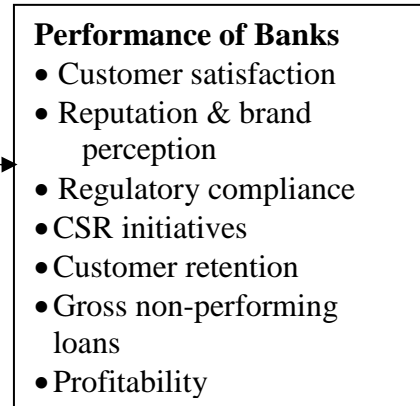 Performance of Banks
• Customer satisfaction
• Reputation & brand
perception
• Regulatory compliance
• CSR initiatives
• Customer retention
• Gross non-performing
loans
• Profitability